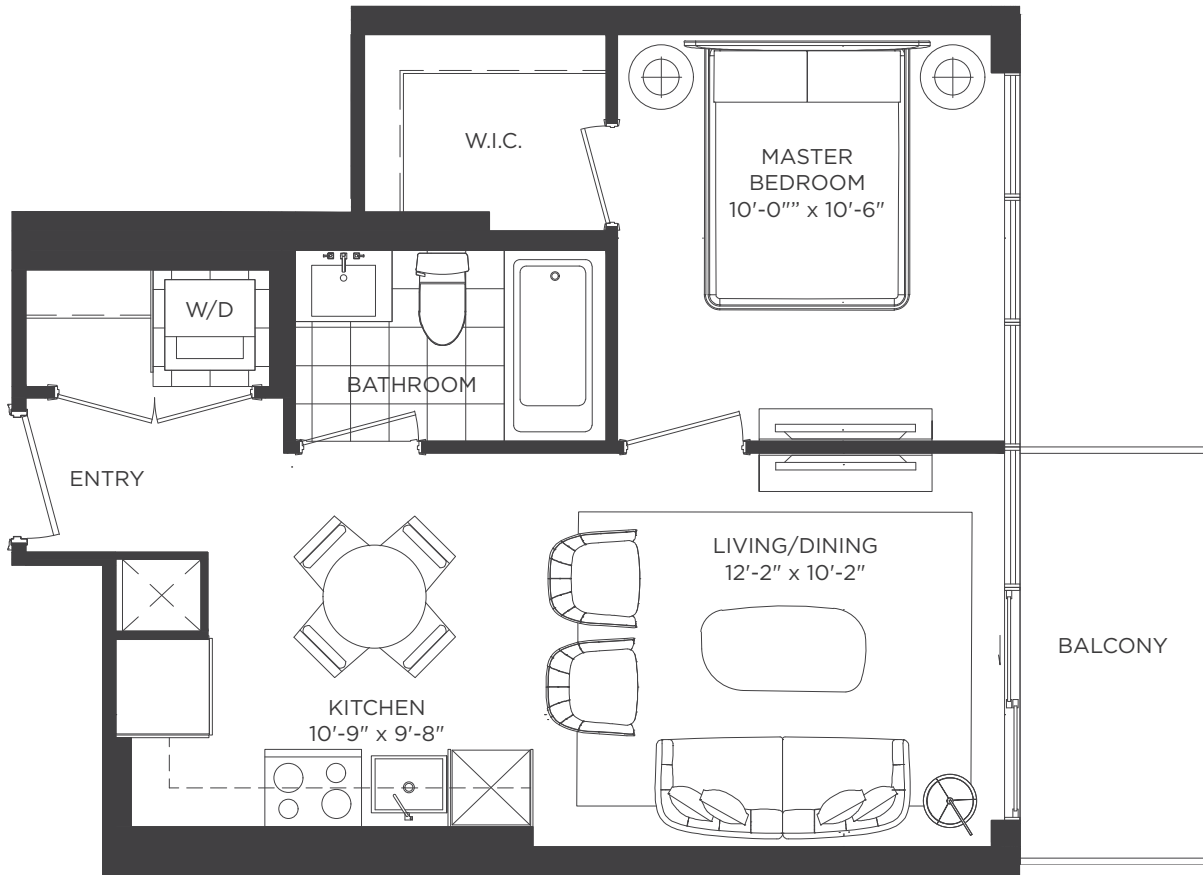 W.I.C.
MASTER
BEDROOM
10'-0"” x 10'-6"
W/D
BATHROOM
ENTRY
LIVING/DINING
12'-2" x 10'-2"
BALCONY
KITCHEN
10'-9" x 9'-8"